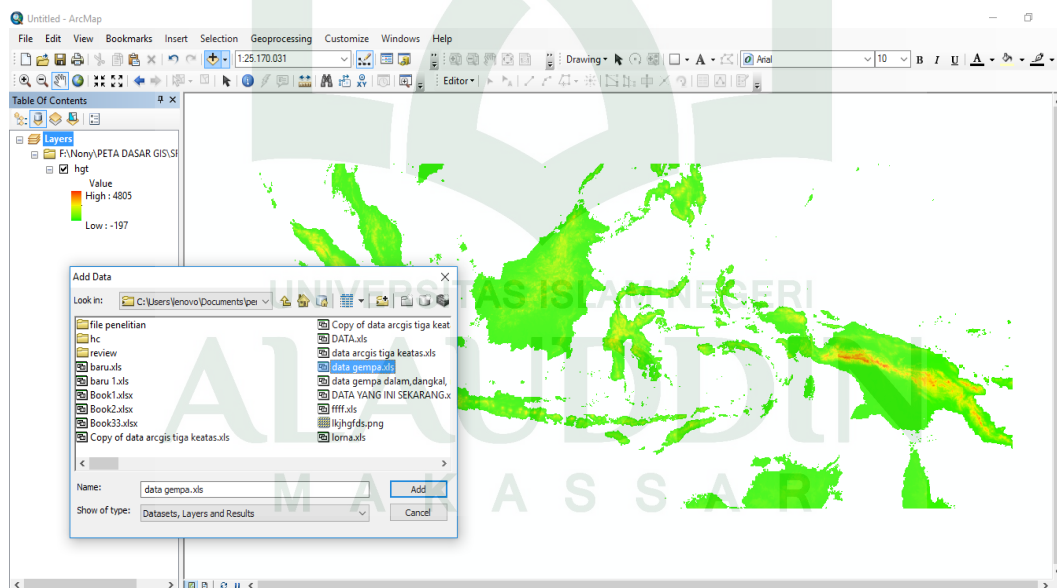 Untitled - ArcMap
File Edit View Bookmarks Insert Selection Geoprocessing Customize Windows Help
1:25.170.031
Drawing
A
Arial
10
B I U A
Editor
Table Of Contents
Layers
F:\Nony\PETA DASAR GIS\SF
hgt
Value
High : 4805
Low : -197
Add Data
Look in:
C:\Users\lenovo\Documents\per
file penelitian
hc
review
baru.xls
baru 1.xls
Book1.xlsx
Book2.xlsx
Book33.xlsx
Copy of data arcgis tiga keatas.xls
Copy of data arcgis tiga keat
DATA.xls
data arcgis tiga keatas.xls
data gempa.xls
data gempa dalam,dangkal,
DATA YANG INI SEKARANG.x
ffff.xls
lkjhgfds.png
lorna.xls
Name:
data gempa.xls
Add
Show of type:
Datasets, Layers and Results
Cancel
UNIVERSITAS ISLAM NEGERI
ALAUDDIN
MAKASSAR